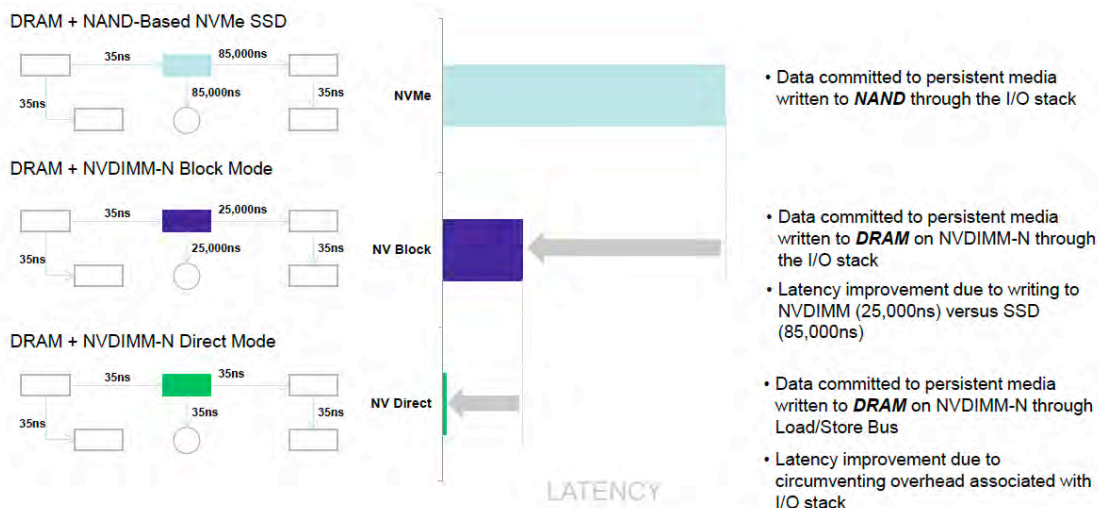 DRAM + NAND-Based NVMe SSD
35ns
85,000ns
35ns
85,000ns
35ns
NVMe
• Data committed to persistent media
written to NAND through the I/O stack
DRAM + NVDIMM-N Block Mode
35ns
25,000ns
35ns
25,000ns
35ns
NV Block
• Data committed to persistent media
written to DRAM on NVDIMM-N through
the I/O stack
• Latency improvement due to writing to
NVDIMM (25,000ns) versus SSD
(85,000ns)
DRAM + NVDIMM-N Direct Mode
35ns
35ns
35ns
35ns
35ns
NV Direct
• Data committed to persistent media
written to DRAM on NVDIMM-N through
Load/Store Bus
• Latency improvement due to
circumventing overhead associated with
I/O stack
LATENCY